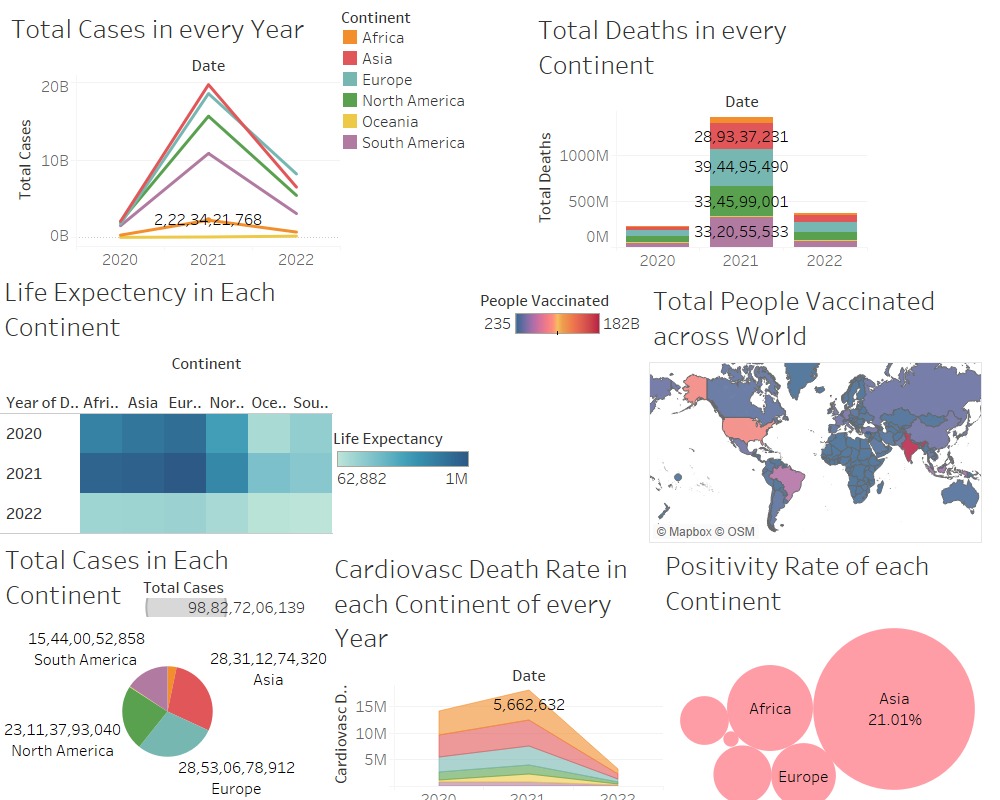 Total Cases in every Year
Date
20B
10B
0B
Total Cases
2,22,34,21,768
2020 2021 2022
Continent
Africa
Asia
Europe
North America
Oceania
South America
Total Deaths in every
Continent
Date
Total Deaths
1000M
500M
0M
28,93,37,231
39,44,95,490
33,45,99,001
33,20,55,533
2020 2021 2022
Life Expectency in Each
Continent
Continent
Year of D.. Afri.. Asia Eur.. Nor.. Oce.. Sou..
2020
2021
2022
Life Expectancy
62,882 1M
People Vaccinated
235 182B
Total People Vaccinated
across World
© Mapbox © OSM
Total Cases in Each
Continent
Total Cases
98,82,72,06,139
15,44,00,52,858
South America
28,31,12,74,320
Asia
23,11,37,93,040
North America
28,53,06,78,912
Europe
Cardiovasc Death Rate in
each Continent of every
Year
Date
Cardiovasc D..
15M
10M
5M
5,662,632
2020 2021 2022
Positivity Rate of each
Continent
Asia
21.01%
Africa
Europe